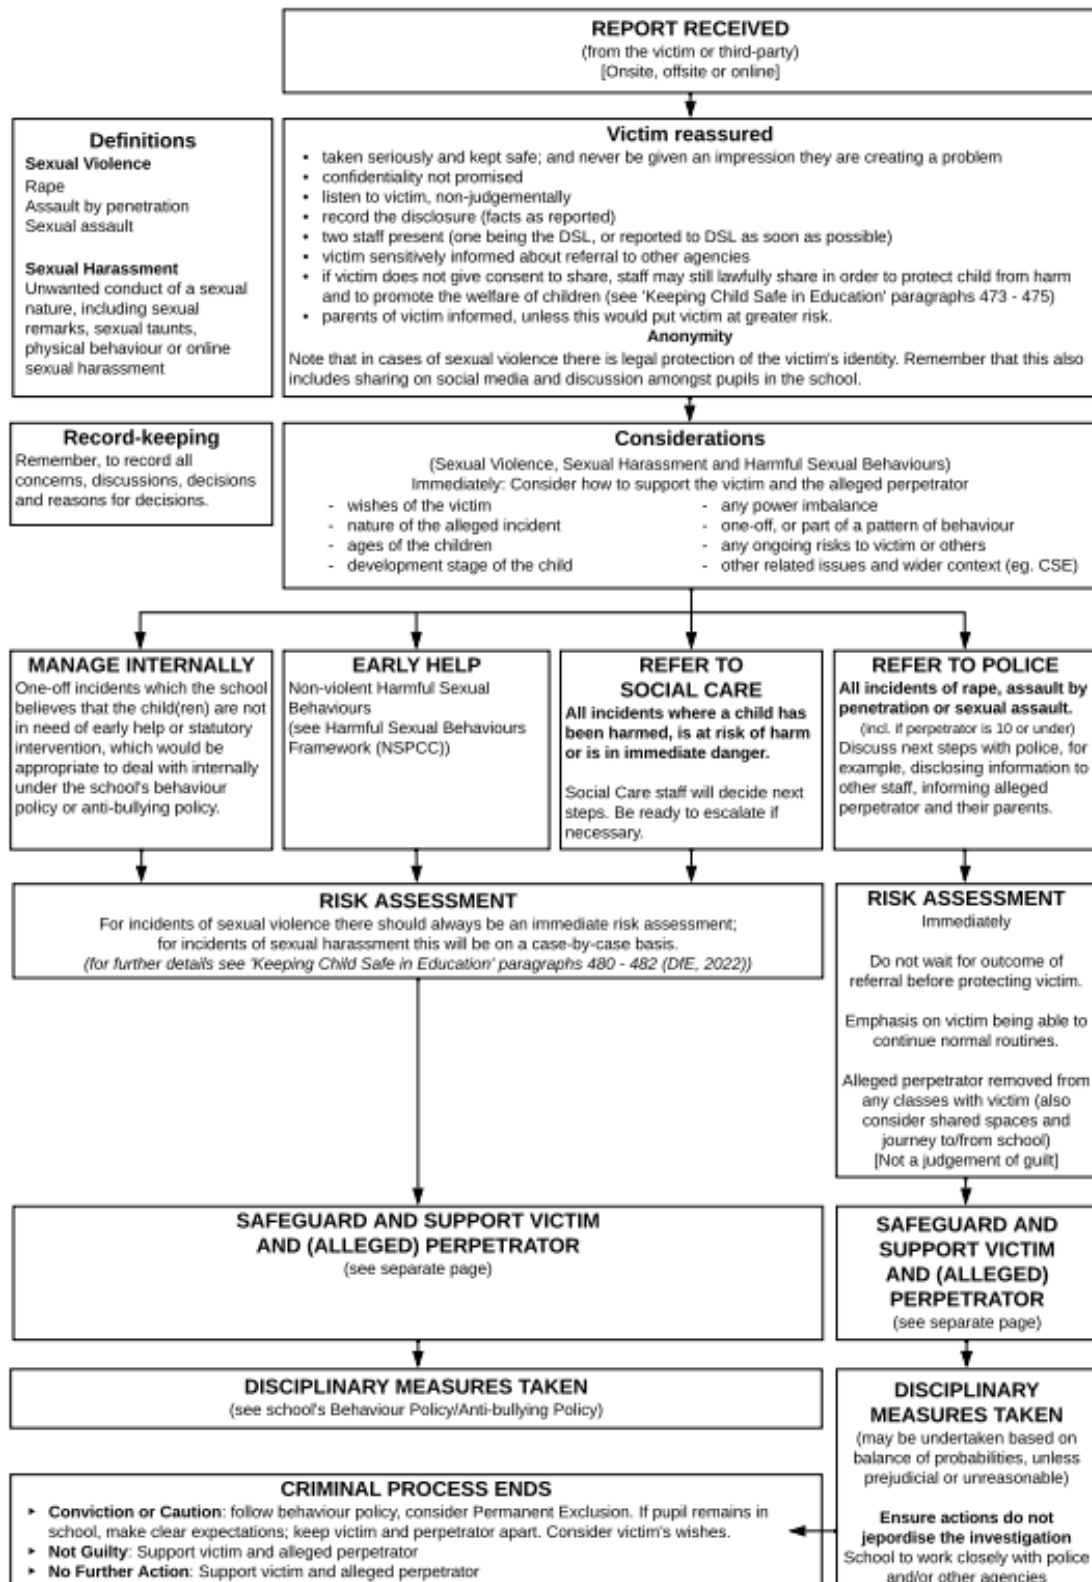 REPORT RECEIVED
(from the victim or third-party)
[Onsite, offsite or online]
Definitions
Sexual Violence
Rape
Assault by penetration
Sexual assault
Sexual Harassment
Unwanted conduct of a sexual
nature, including sexual
remarks, sexual taunts,
physical behaviour or online
sexual harassment
Victim reassured
• taken seriously and kept safe; and never be given an impression they are creating a problem
• confidentiality not promised
• listen to victim, non-judgementally
• record the disclosure (facts as reported)
• two staff present (one being the DSL, or reported to DSL as soon as possible)
• victim sensitively informed about referral to other agencies
• if victim does not give consent to share, staff may still lawfully share in order to protect child from harm
and to promote the welfare of children (see 'Keeping Child Safe in Education' paragraphs 473 - 475)
• parents of victim informed, unless this would put victim at greater risk.
Anonymity
Note that in cases of sexual violence there is legal protection of the victim's identity. Remember that this also
includes sharing on social media and discussion amongst pupils in the school.
Record-keeping
Remember, to record all
concerns, discussions, decisions
and reasons for decisions.
Considerations
(Sexual Violence, Sexual Harassment and Harmful Sexual Behaviours)
Immediately: Consider how to support the victim and the alleged perpetrator
- wishes of the victim
- nature of the alleged incident
- ages of the children
- development stage of the child
- any power imbalance
- one-off, or part of a pattern of behaviour
- any ongoing risks to victim or others
- other related issues and wider context (eg. CSE)
MANAGE INTERNALLY
One-off incidents which the school
believes that the child(ren) are not
in need of early help or statutory
intervention, which would be
appropriate to deal with internally
under the school's behaviour
policy or anti-bullying policy.
EARLY HELP
Non-violent Harmful Sexual
Behaviours
(see Harmful Sexual Behaviours
Framework (NSPCC))
REFER TO
SOCIAL CARE
All incidents where a child has
been harmed, is at risk of harm
or is in immediate danger.
Social Care staff will decide next
steps. Be ready to escalate if
necessary.
REFER TO POLICE
All incidents of rape, assault by
penetration or sexual assault.
(incl. if perpetrator is 10 or under)
Discuss next steps with police, for
example, disclosing information to
other staff, informing alleged
perpetrator and their parents.
RISK ASSESSMENT
For incidents of sexual violence there should always be an immediate risk assessment;
for incidents of sexual harassment this will be on a case-by-case basis.
(for further details see 'Keeping Child Safe in Education' paragraphs 480 - 482 (DfE, 2022))
RISK ASSESSMENT
Immediately
Do not wait for outcome of
referral before protecting victim.
Emphasis on victim being able to
continue normal routines.
Alleged perpetrator removed from
any classes with victim (also
consider shared spaces and
journey to/from school)
[Not a judgement of guilt]
SAFEGUARD AND SUPPORT VICTIM
AND (ALLEGED) PERPETRATOR
(see separate page)
SAFEGUARD AND
SUPPORT VICTIM
AND (ALLEGED)
PERPETRATOR
(see separate page)
DISCIPLINARY MEASURES TAKEN
(see school's Behaviour Policy/Anti-bullying Policy)
DISCIPLINARY
MEASURES TAKEN
(may be undertaken based on
balance of probabilities, unless
prejudicial or unreasonable)
Ensure actions do not
jepordise the investigation
School to work closely with police
and/or other agencies
CRIMINAL PROCESS ENDS
► Conviction or Caution: follow behaviour policy, consider Permanent Exclusion. If pupil remains in
school, make clear expectations; keep victim and perpetrator apart. Consider victim's wishes.
► Not Guilty: Support victim and alleged perpetrator
► No Further Action: Support victim and alleged perpetrator